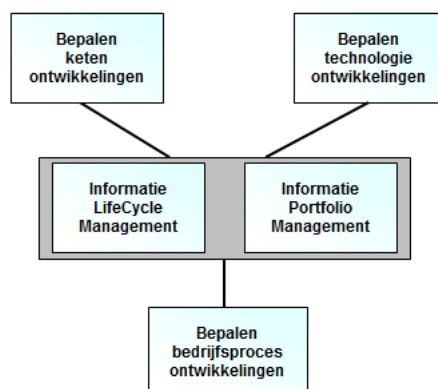 Bepalen
keten
ontwikkelingen
Bepalen
technologie
ontwikkelingen
Informatie
LifeCycle
Management
Informatie
Portfolio
Management
Bepalen
bedrijfsproces
ontwikkelingen